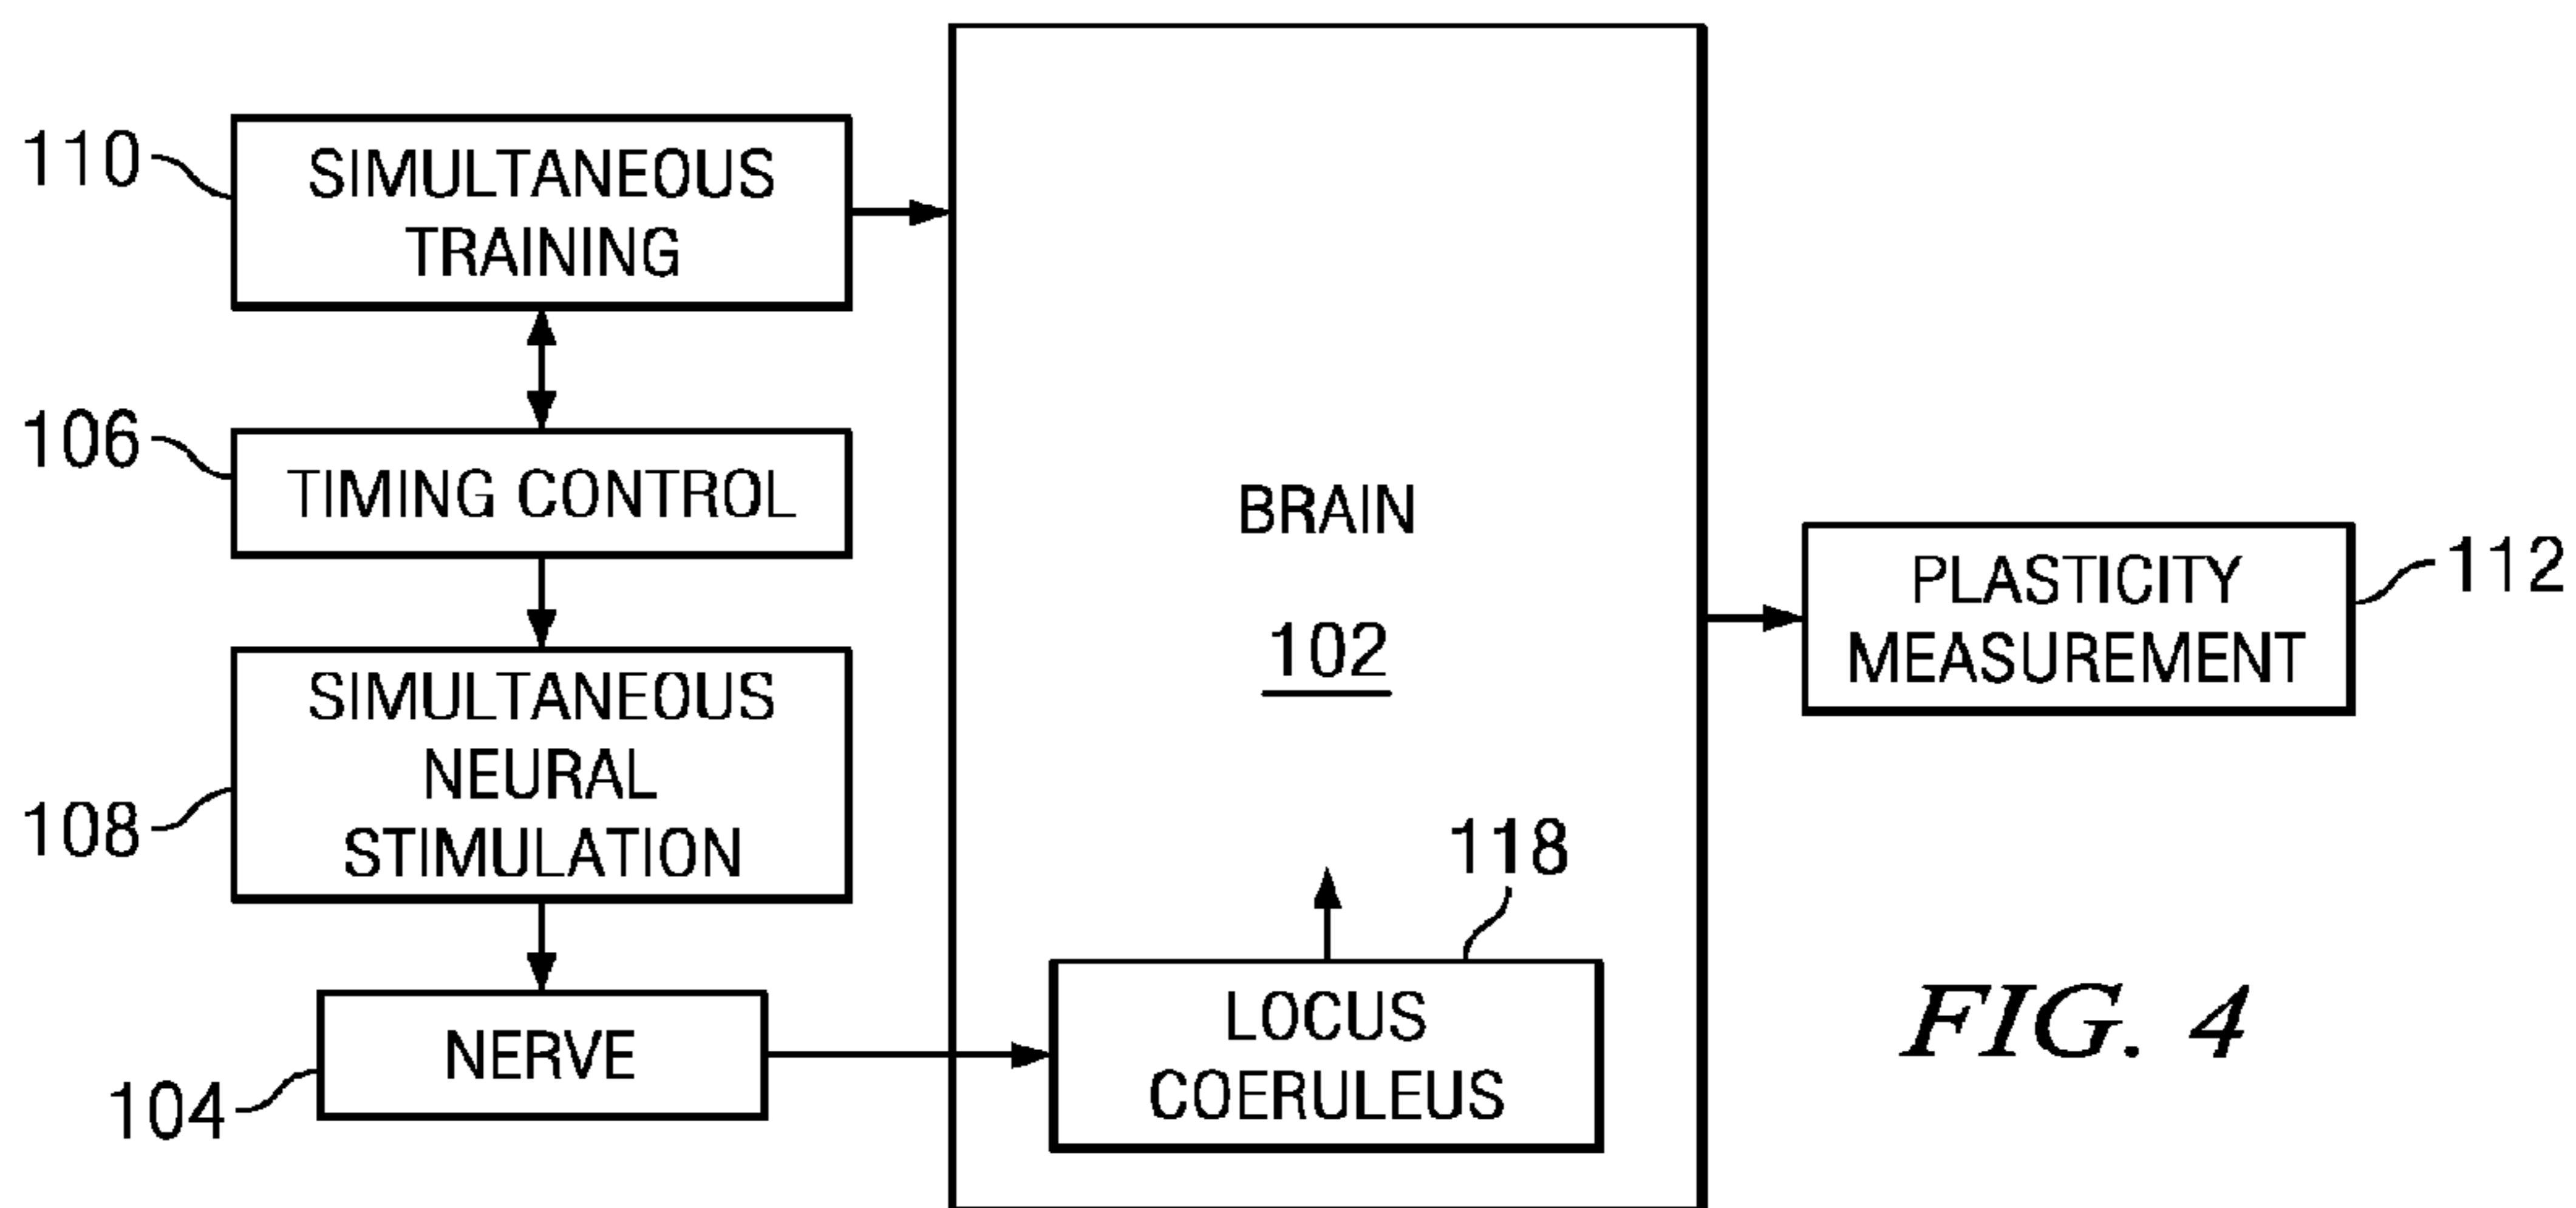 110
SIMULTANEOUS
TRAINING
106
TIMING CONTROL
108
SIMULTANEOUS
NEURAL
STIMULATION
104
NERVE
BRAIN
102
118
LOCUS
COERULEUS
PLASTICITY
MEASUREMENT
112
FIG. 4